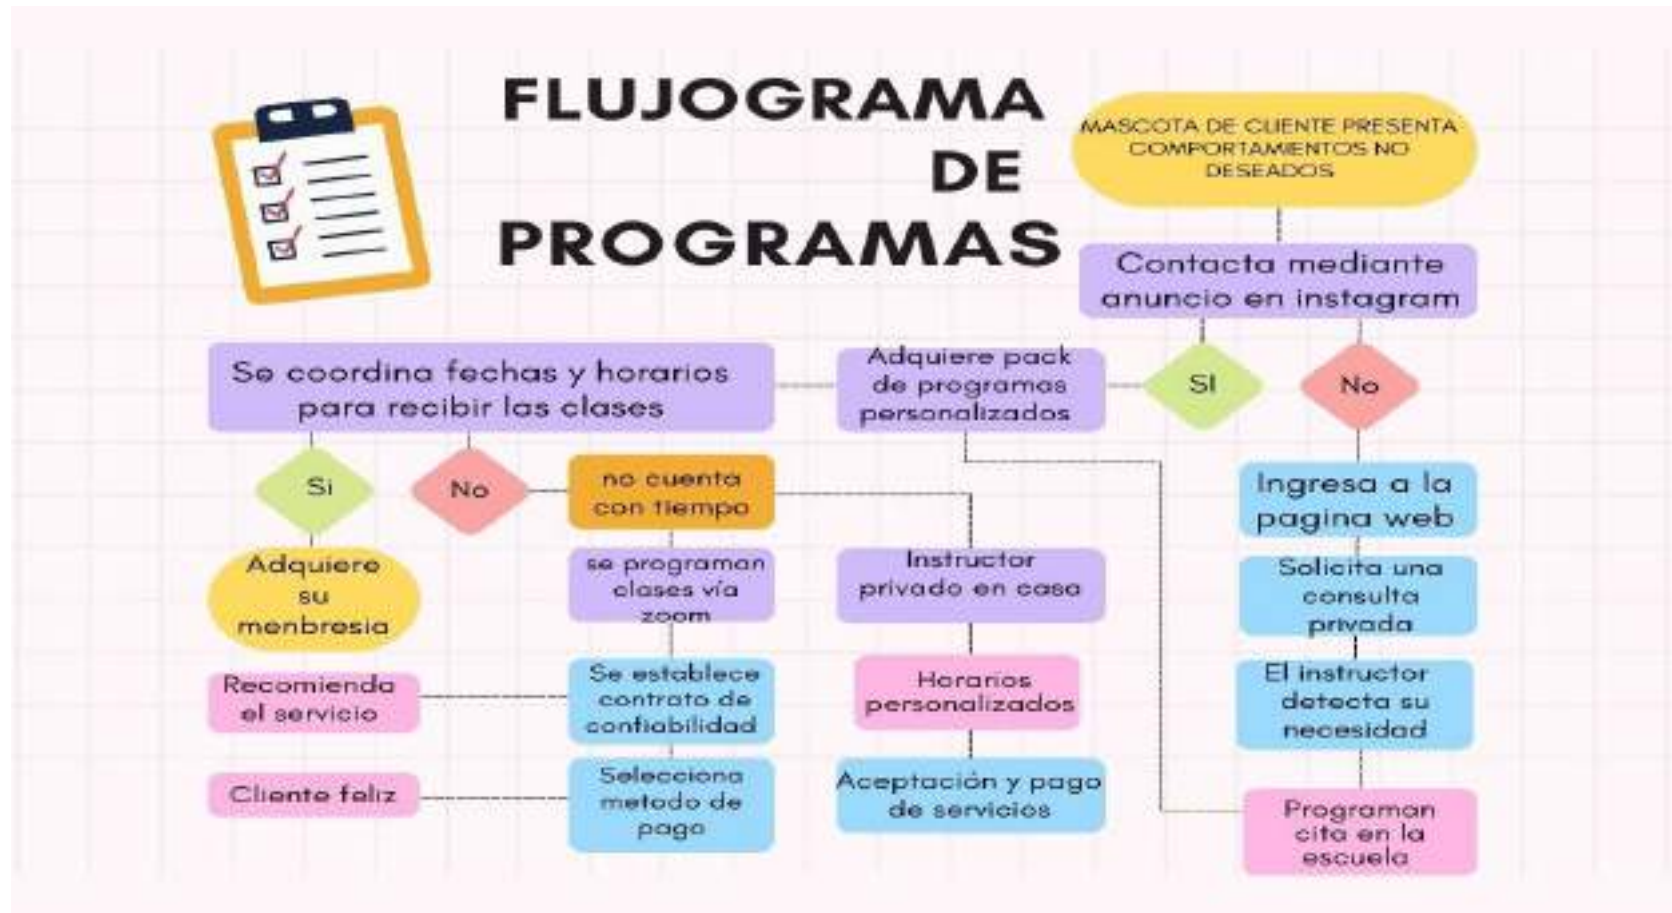 FLUJOGRAMA
DE
PROGRAMAS
MASCOTA DE CLIENTE PRESENTA
COMPORTAMIENTOS NO
DESEADOS
Contacta mediante
anuncio en instagram
SI
No
Adquiere pack
de programas
personalizados
Se coordina fechas y horarios
para recibir las clases
Si
No
no cuenta
con tiempo
Adquiere
su
menbresia
se programan
clases vía
zoom
Instructor
privado en casa
Ingresa a la
pagina web
Solicita una
consulta
privada
Recomienda
el servicio
Se establece
contrato de
confiabilidad
Horarios
personalizados
El instructor
detecta su
necesidad
Cliente feliz
Selecciona
metodo de
pago
Aceptación y pago
de servicios
Programan
cita en la
escuela